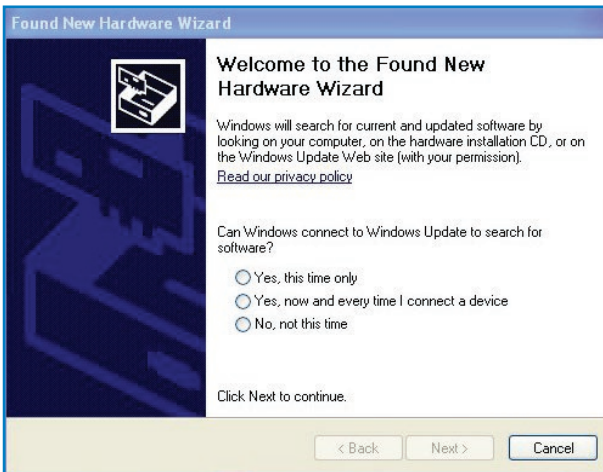 Found New Hardware Wizard
Welcome to the Found New
Hardware Wizard
Windows will search for current and updated software by
looking on your computer, on the hardware installation CD, or on
the Windows Update Web site (with your permission).
Read our privacy policy
Can Windows connect to Windows Update to search for
software?
Yes, this time only
Yes, now and every time I connect a device
No, not this time
Click Next to continue.
< Back Next > Cancel